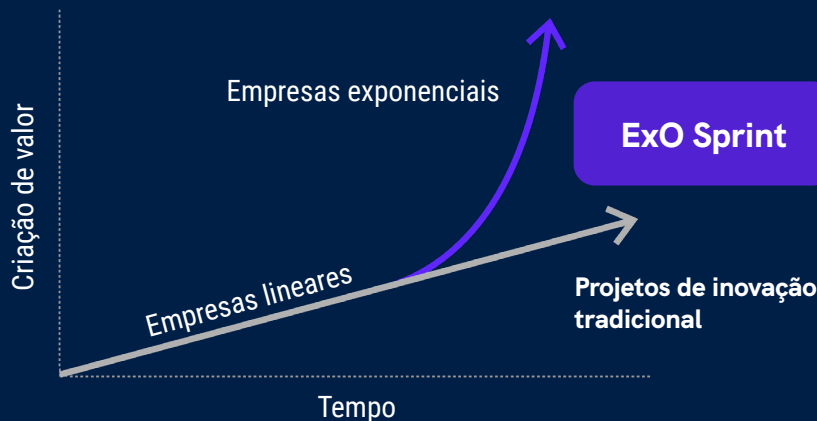 Empresas exponenciais
ExO Sprint
Criação de valor
Empresas lineares
Projetos de inovação
tradicional
Tempo